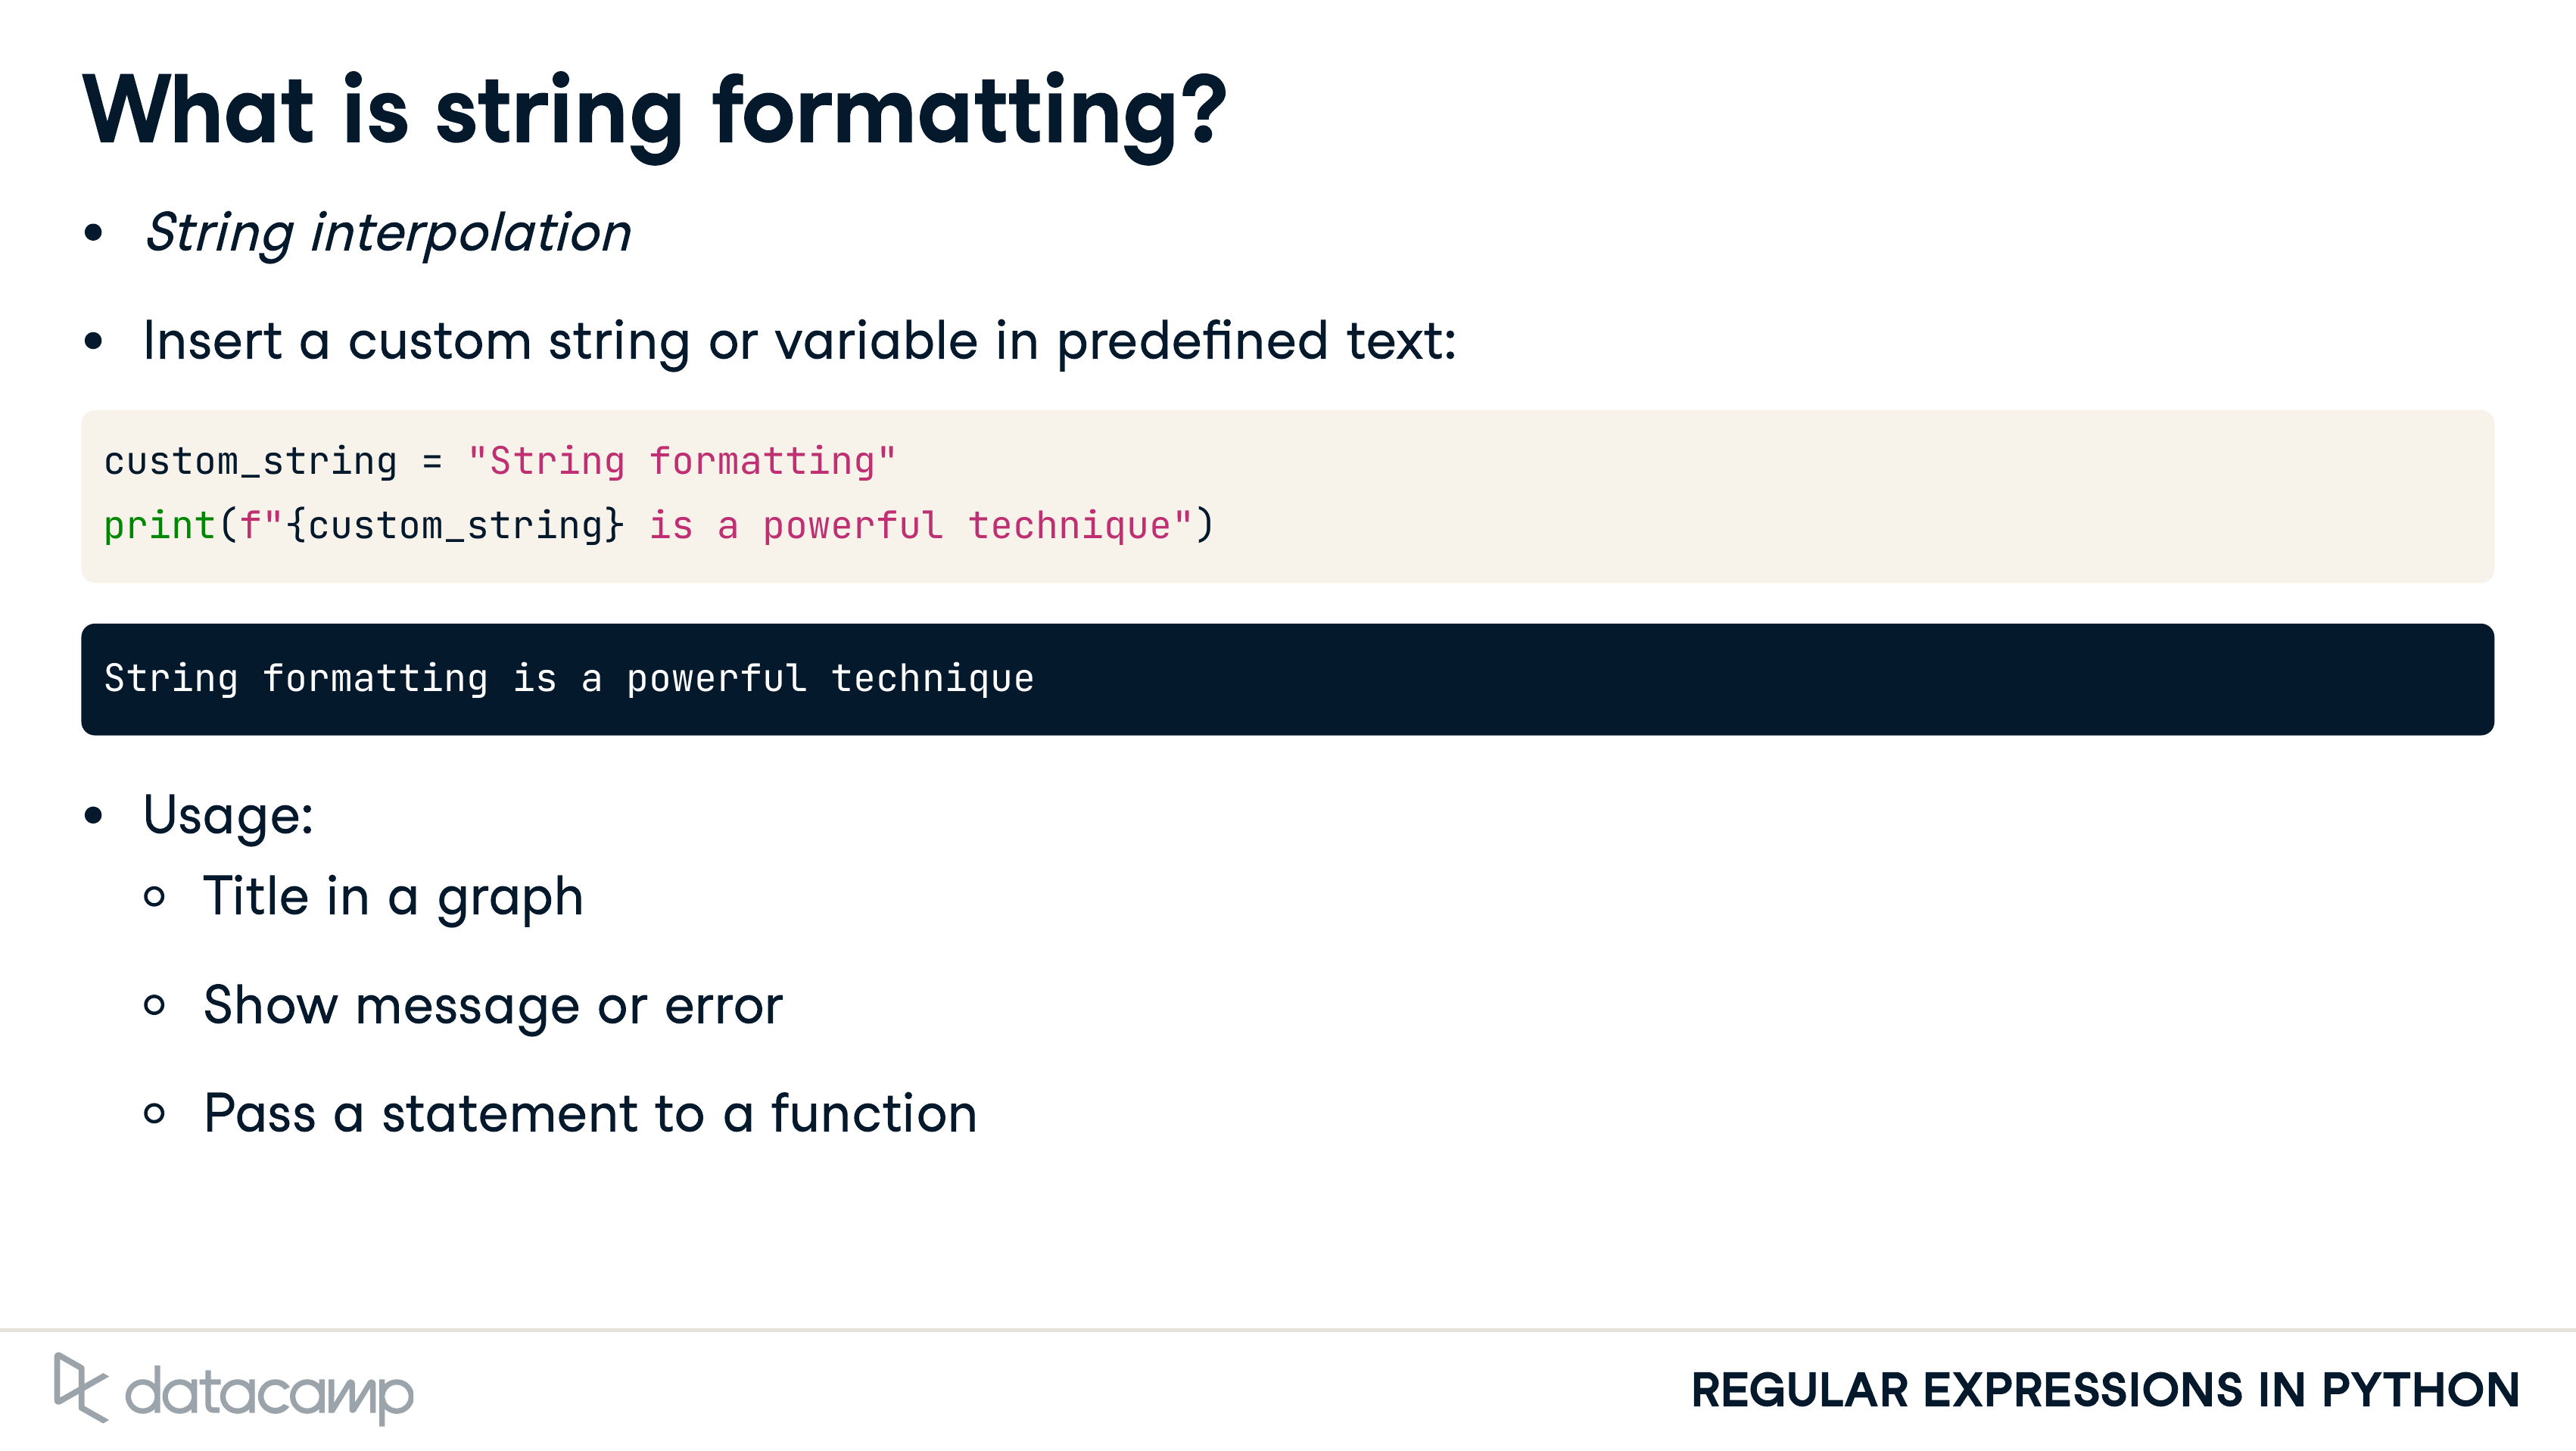 What is string formatting?
• String interpolation
• Insert a custom string or variable in predefined text:
custom_string = "String formatting"
print(f"{custom_string} is a powerful technique")
String formatting is a powerful technique
• Usage:
○ Title in a graph
○ Show message or error
○ Pass a statement to a function
datacamp
REGULAR EXPRESSIONS IN PYTHON